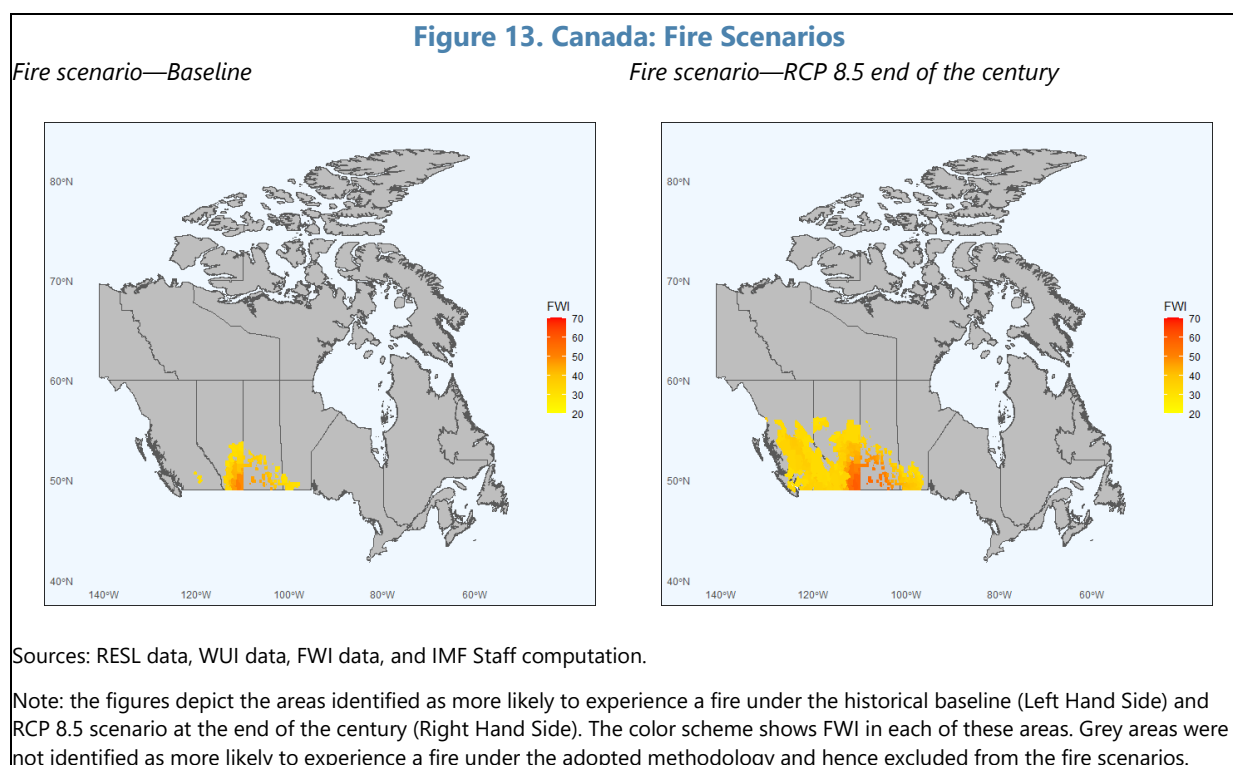 Figure 13. Canada: Fire Scenarios
Fire scenario—Baseline
Fire scenario—RCP 8.5 end of the century
80°N
70°N
60°N
50°N
40°N
140°W 120°W 100°W 80°W 60°W
FWI
70
60
50
40
30
20
80°N
70°N
60°N
50°N
40°N
140°W 120°W 100°W 80°W 60°W
FWI
70
60
50
40
30
20
Sources: RESL data, WUI data, FWI data, and IMF Staff computation.
Note: the figures depict the areas identified as more likely to experience a fire under the historical baseline (Left Hand Side) and
RCP 8.5 scenario at the end of the century (Right Hand Side). The color scheme shows FWI in each of these areas. Grey areas were
not identified as more likely to experience a fire under the adopted methodology and hence excluded from the fire scenarios.